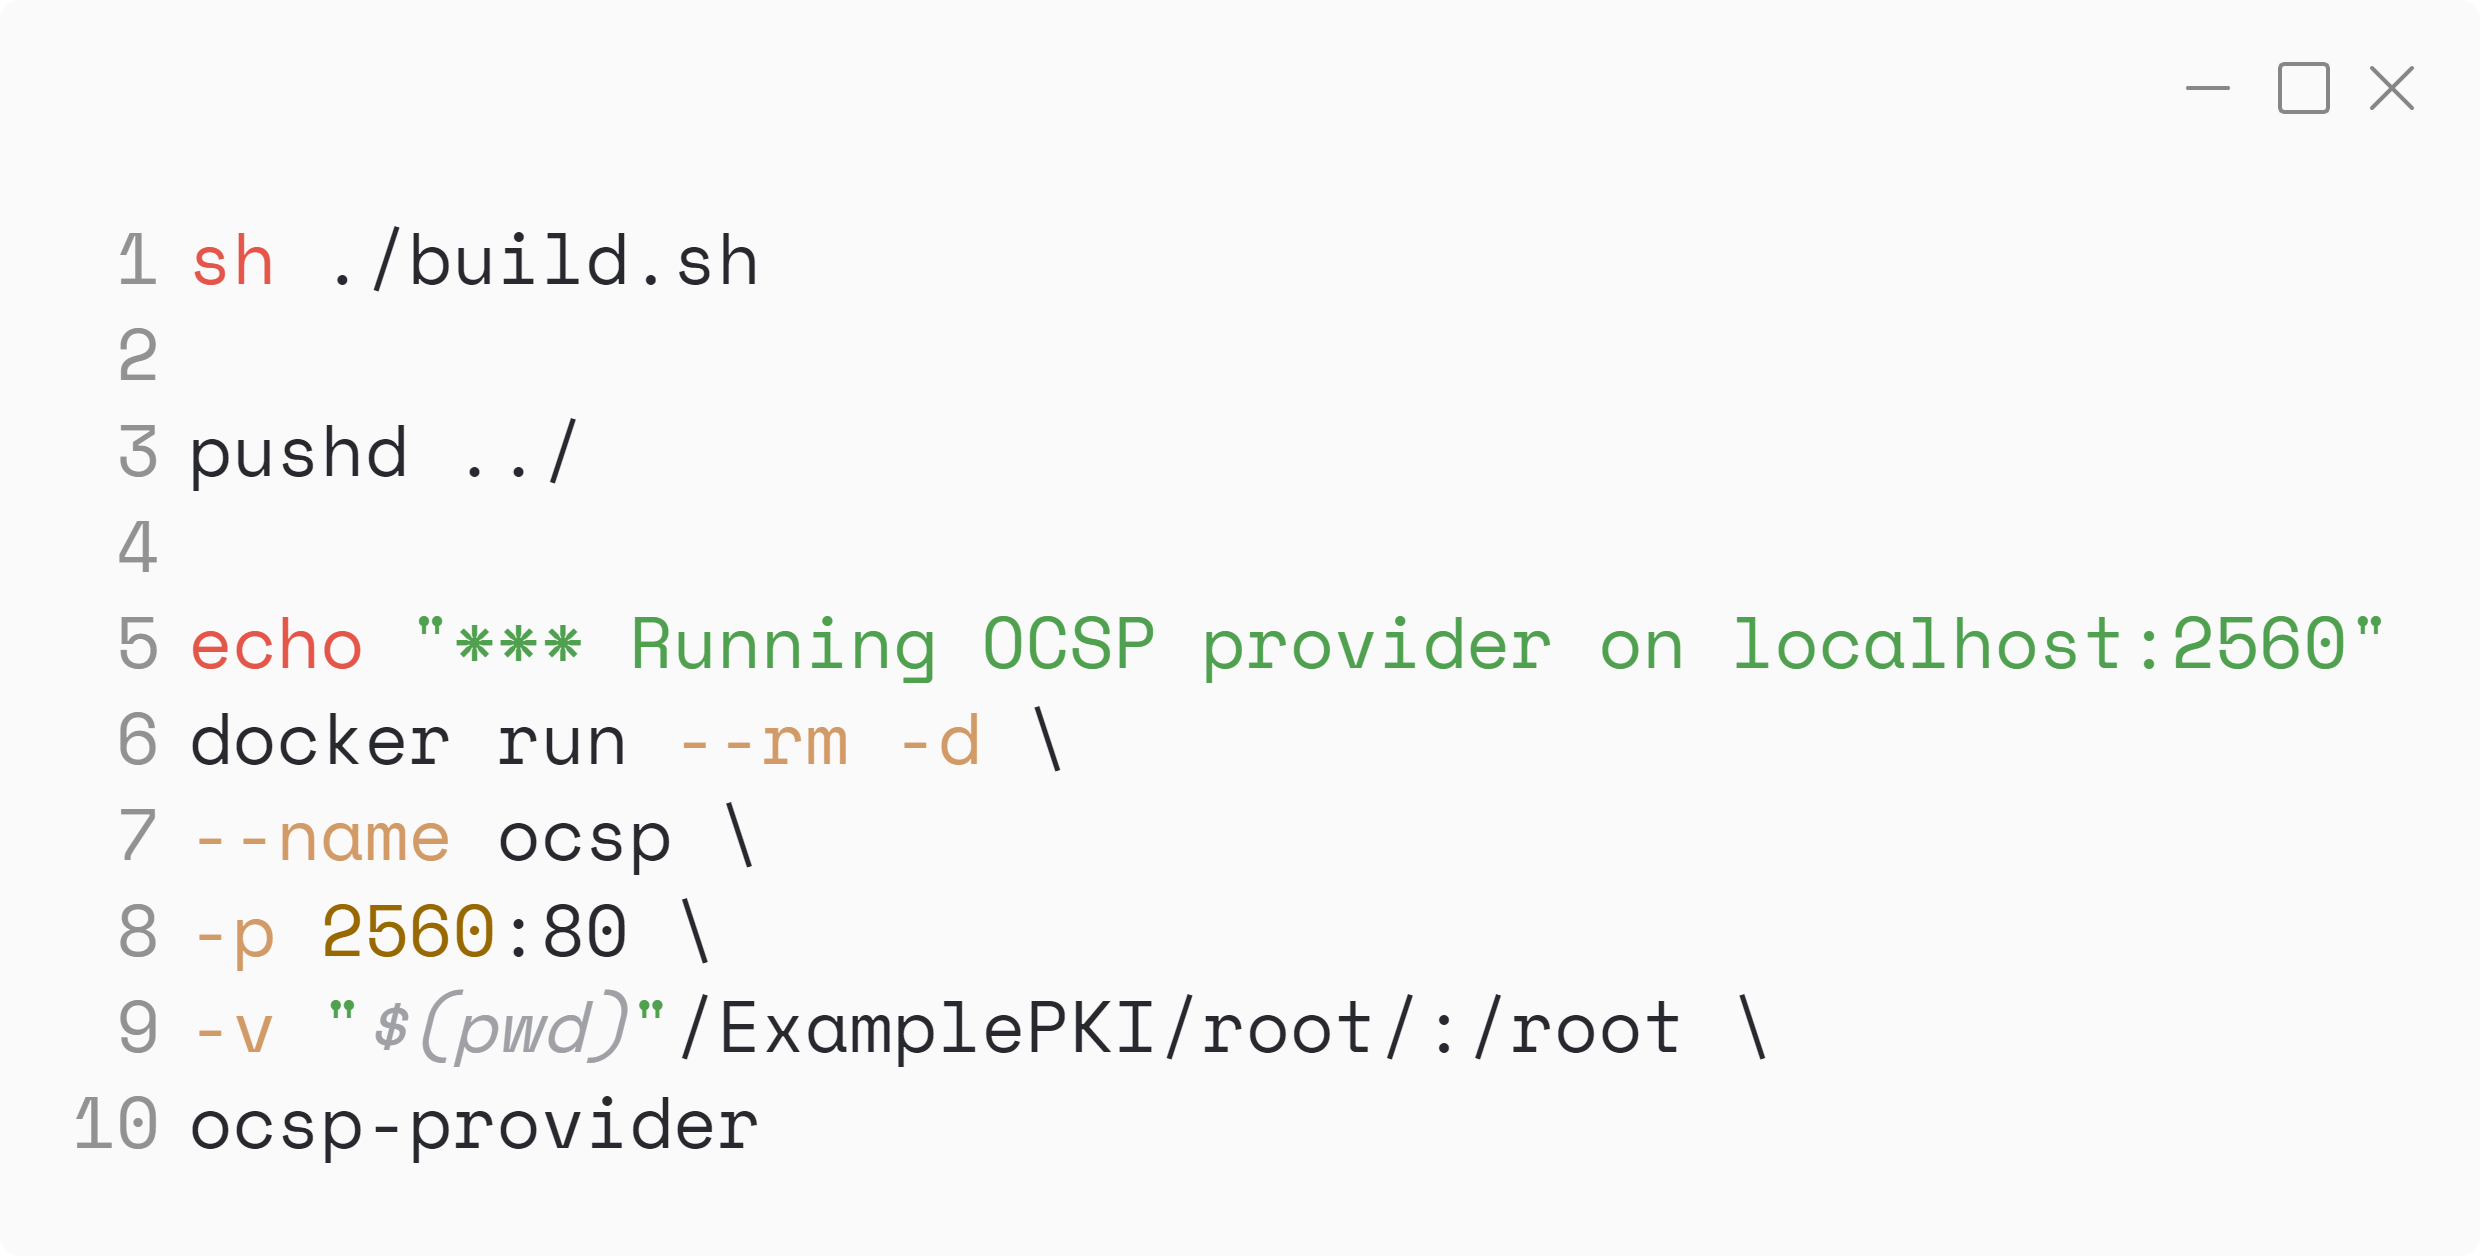 1 sh ./build.sh
2
3 pushd ../
4
5 echo "*** Running OCSP provider on localhost:2560"
6 docker run --rm -d \
7 --name ocsp \
8 -p 2560:80 \
9 -v "$(pwd)"/ExamplePKI/root/:/root \
10 ocsp-provider